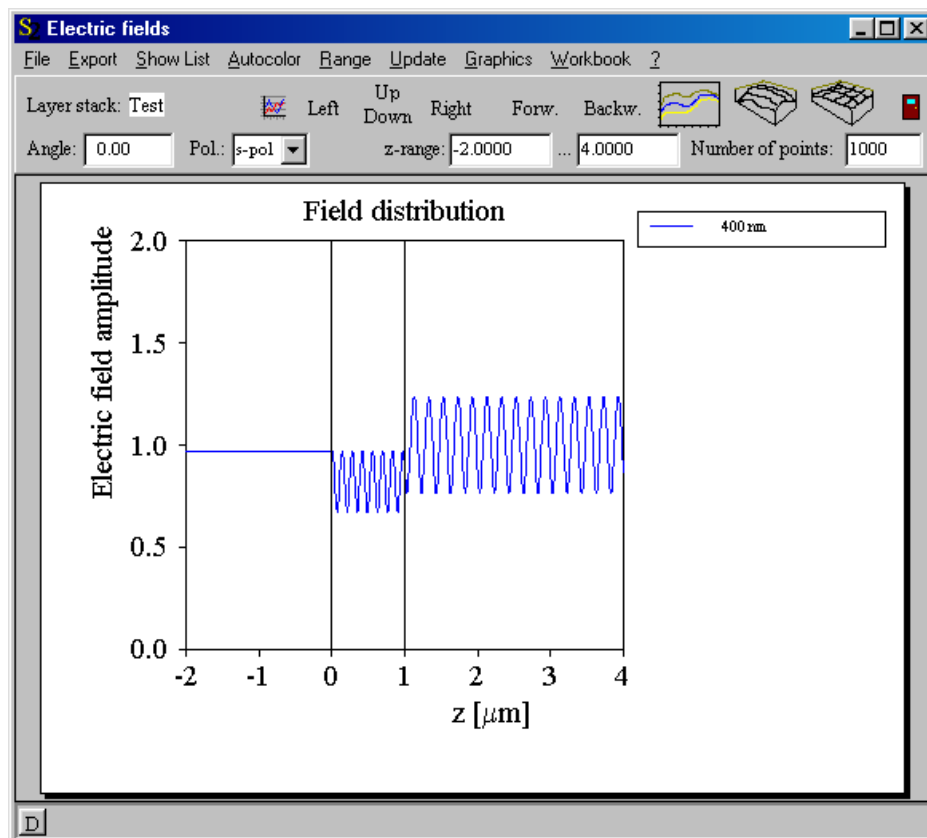 S2 Electric fields
File Export Show List Autocolor Range Update Graphics Workbook ?
Layer stack: Test Left Up Down Right Forw. Backw.
Angle: 0.00 Pol.: s-pol z-range: -2.0000 ... 4.0000 Number of points: 1000
Field distribution
400 nm
Electric field amplitude
2.0
1.5
1.0
0.5
0.0
-2 -1 0 1 2 3 4
z [μm]
D